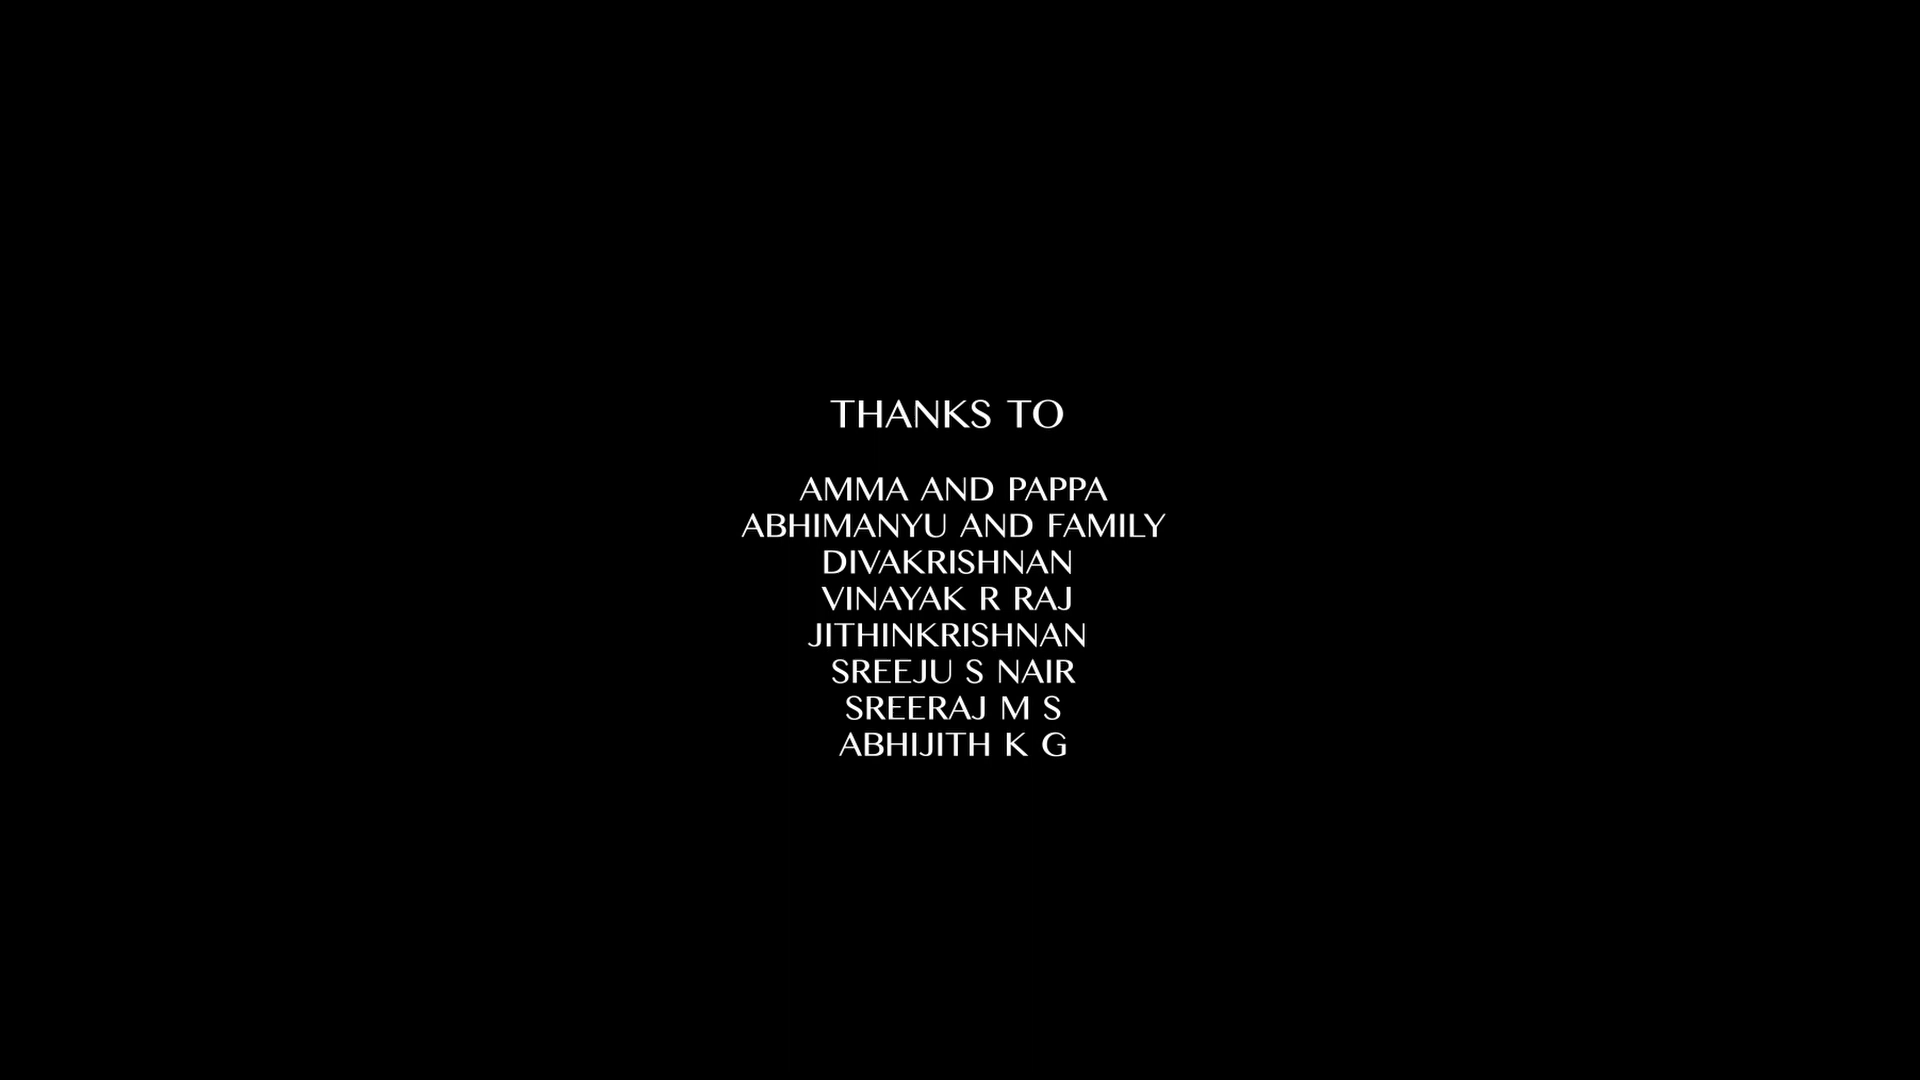 THANKS TO
AMMA AND PAPPA
ABHIMANYU AND FAMILY
DIVAKRISHNAN
VINAYAK R RAJ
JITHINKRISHNAN
SREEJU S NAIR
SREERAJ M S
ABHIJITH K G